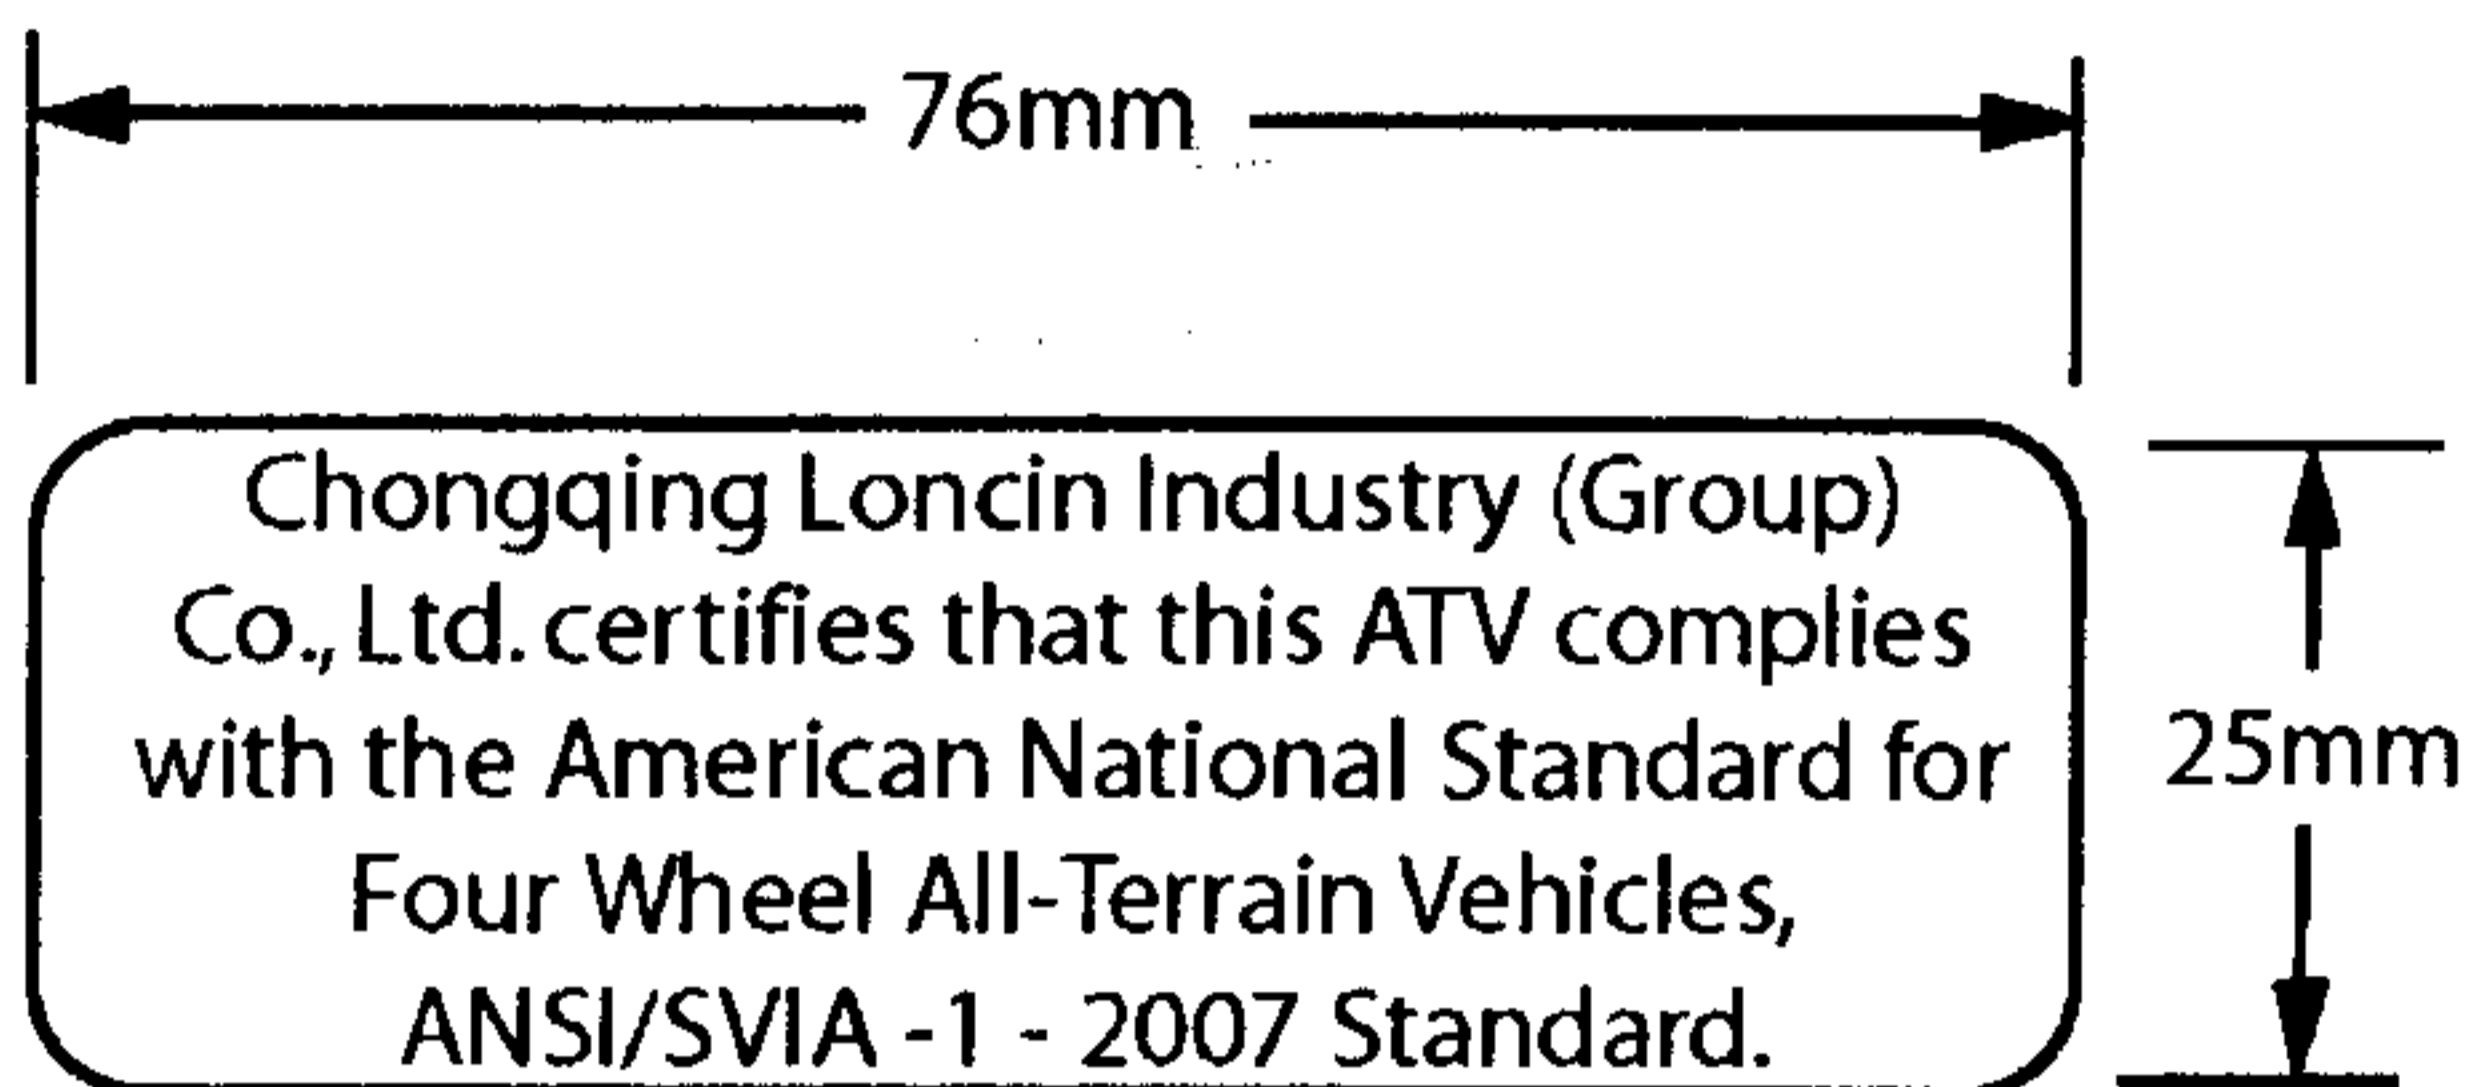 76mm
Chongqing Loncin Industry (Group)
Co., Ltd. certifies that this ATV complies
with the American National Standard for
25mm
Four Wheel All-Terrain Vehicles,
ANSI/SVIA -1 - 2007 Standard.